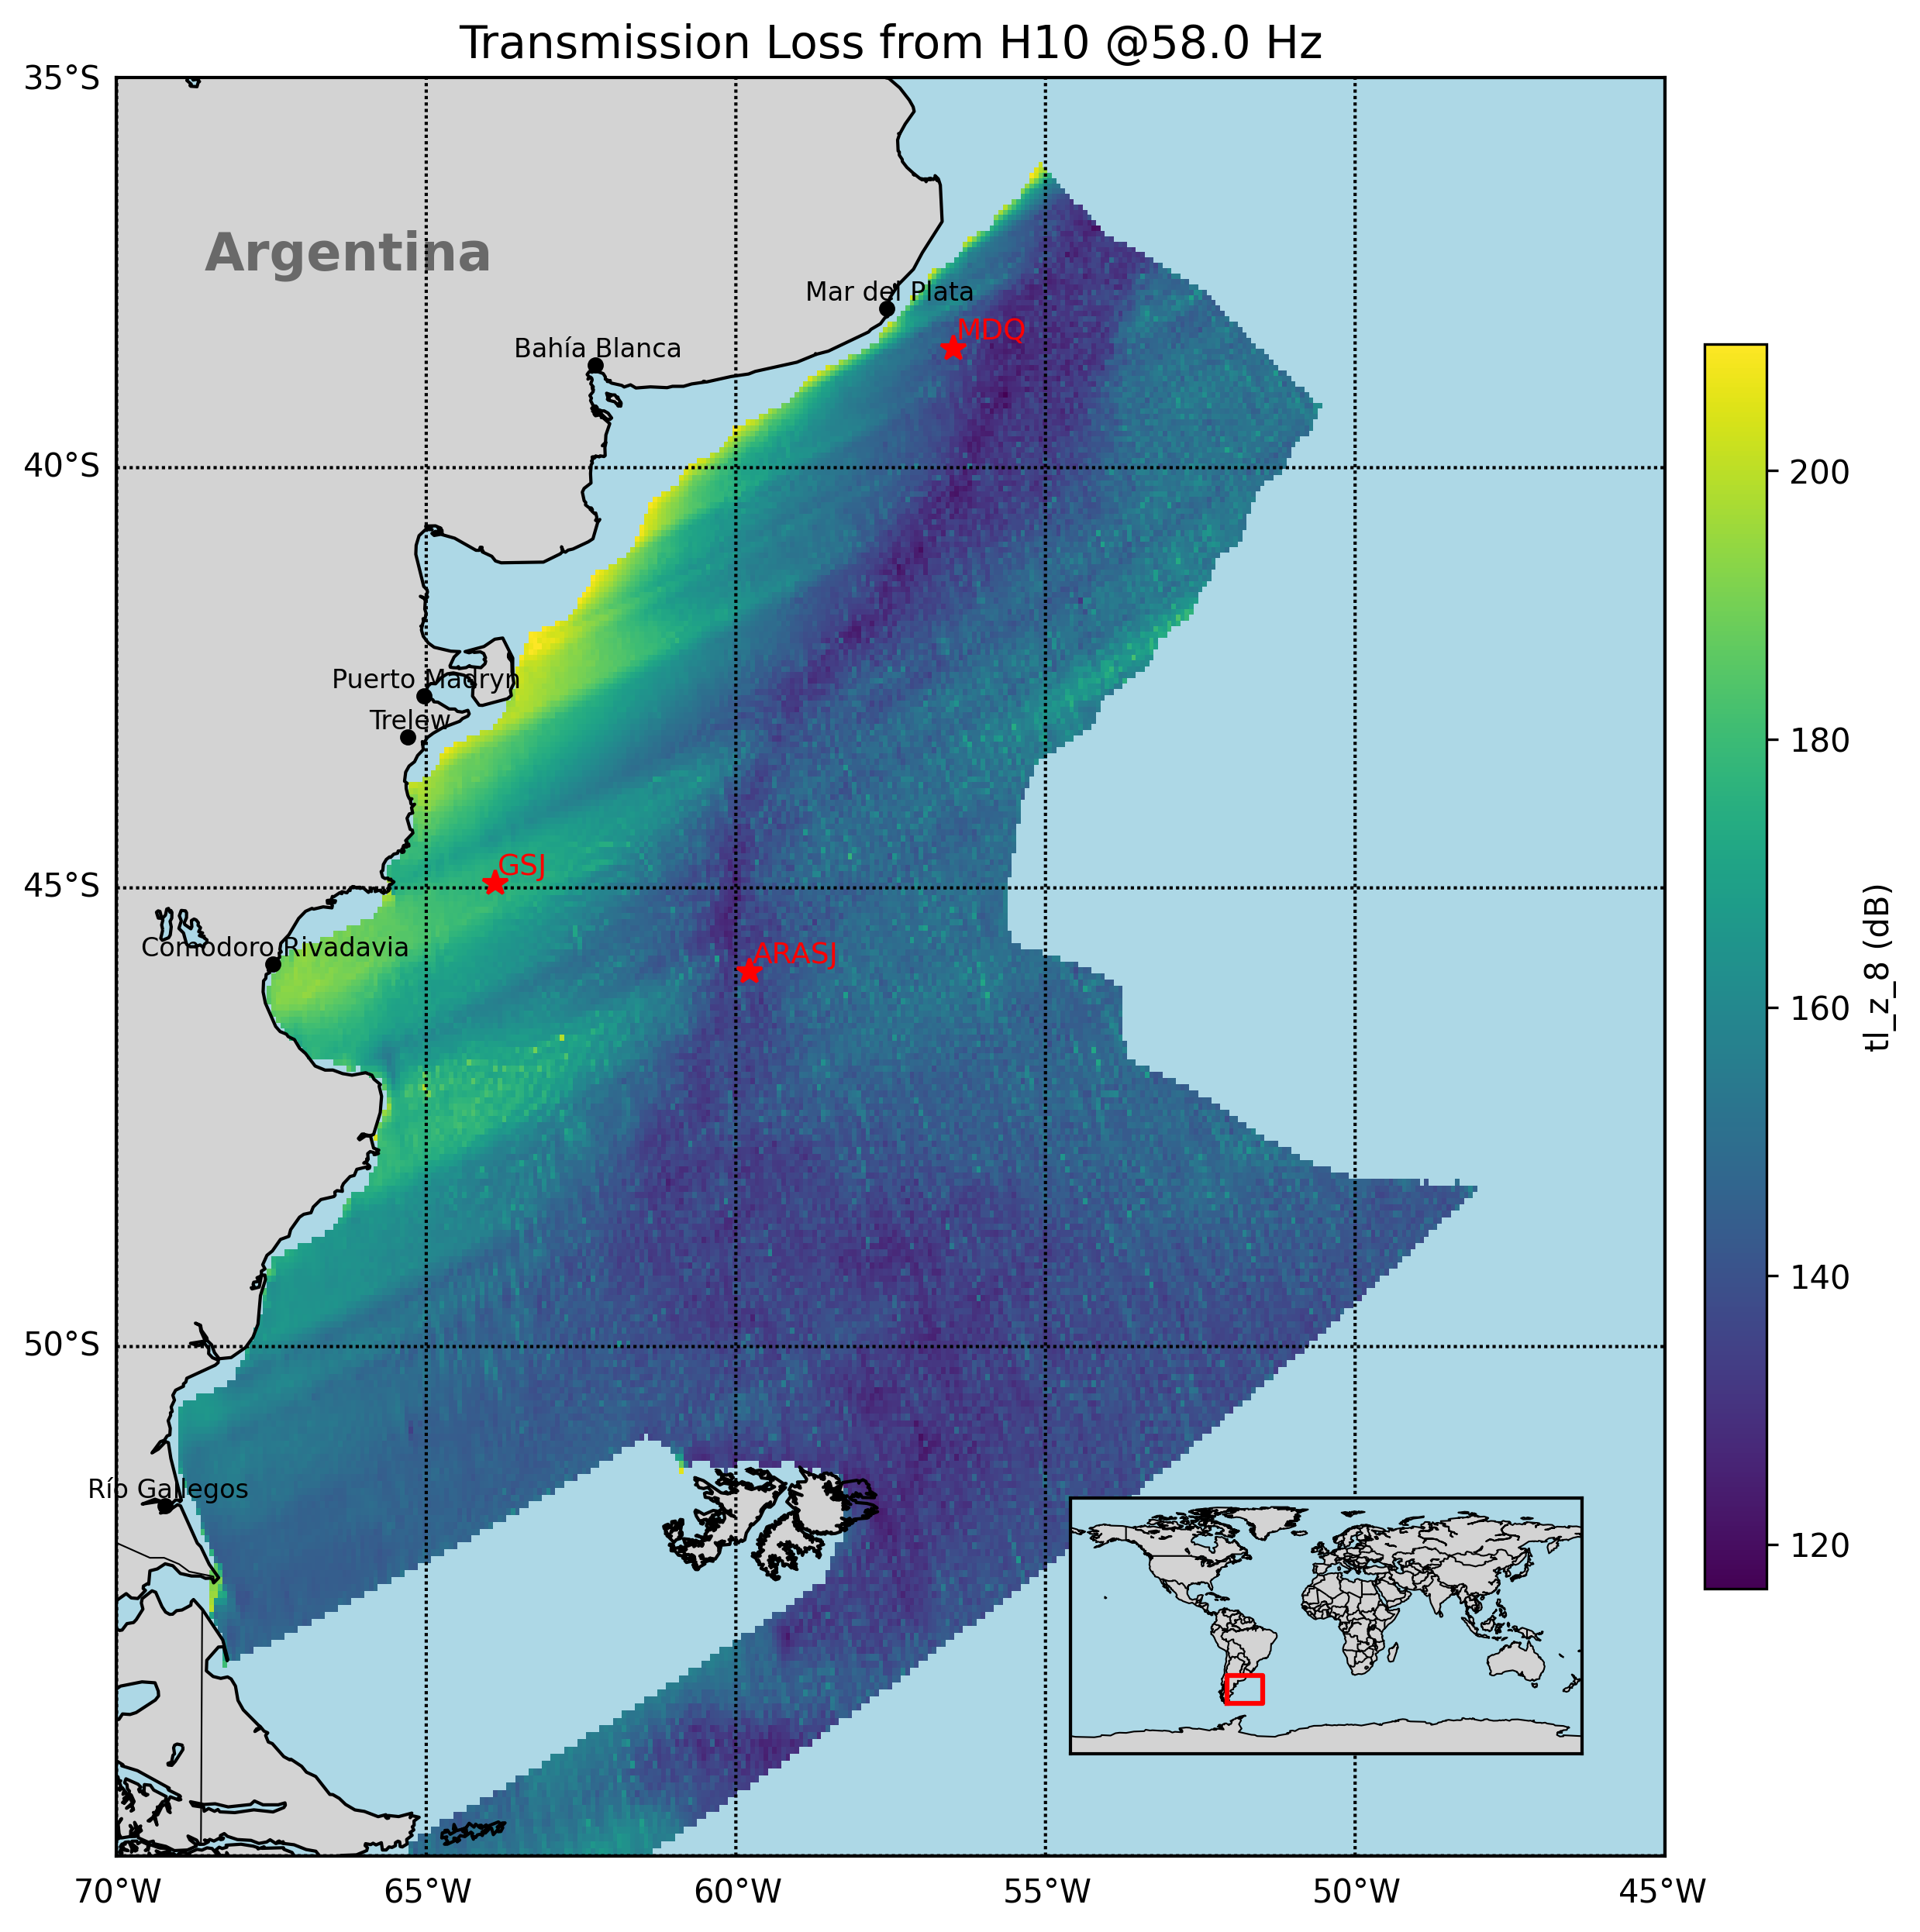 Transmission Loss from H10 @58.0 Hz
35°S
Argentina
Mar del Plata
MDQ
Bahía Blanca
40°S
200
Puerto Madryn
Trelew
180
GSJ
45°S
Comodoro Rivadavia
ARASJ
160
tl_z_8 (dB)
140
50°S
Río Gallegos
120
70°W
65°W
60°W
55°W
50°W
45°W